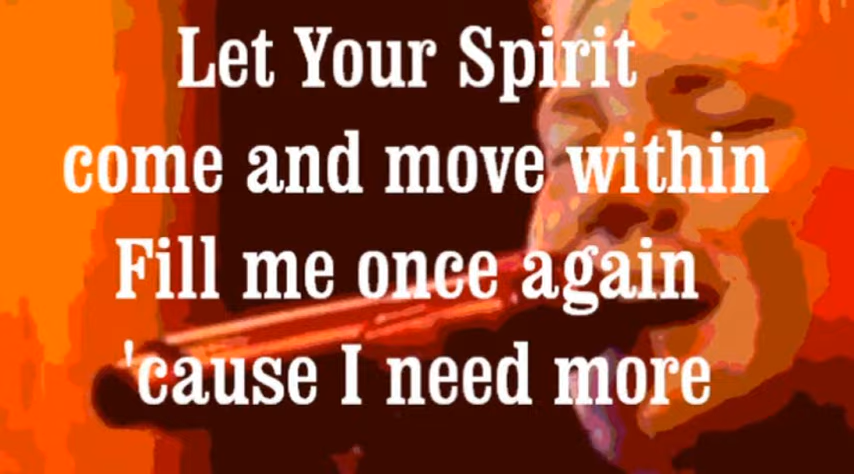 Let Your Spirit
come and move within
Fill me once again
'cause I need more